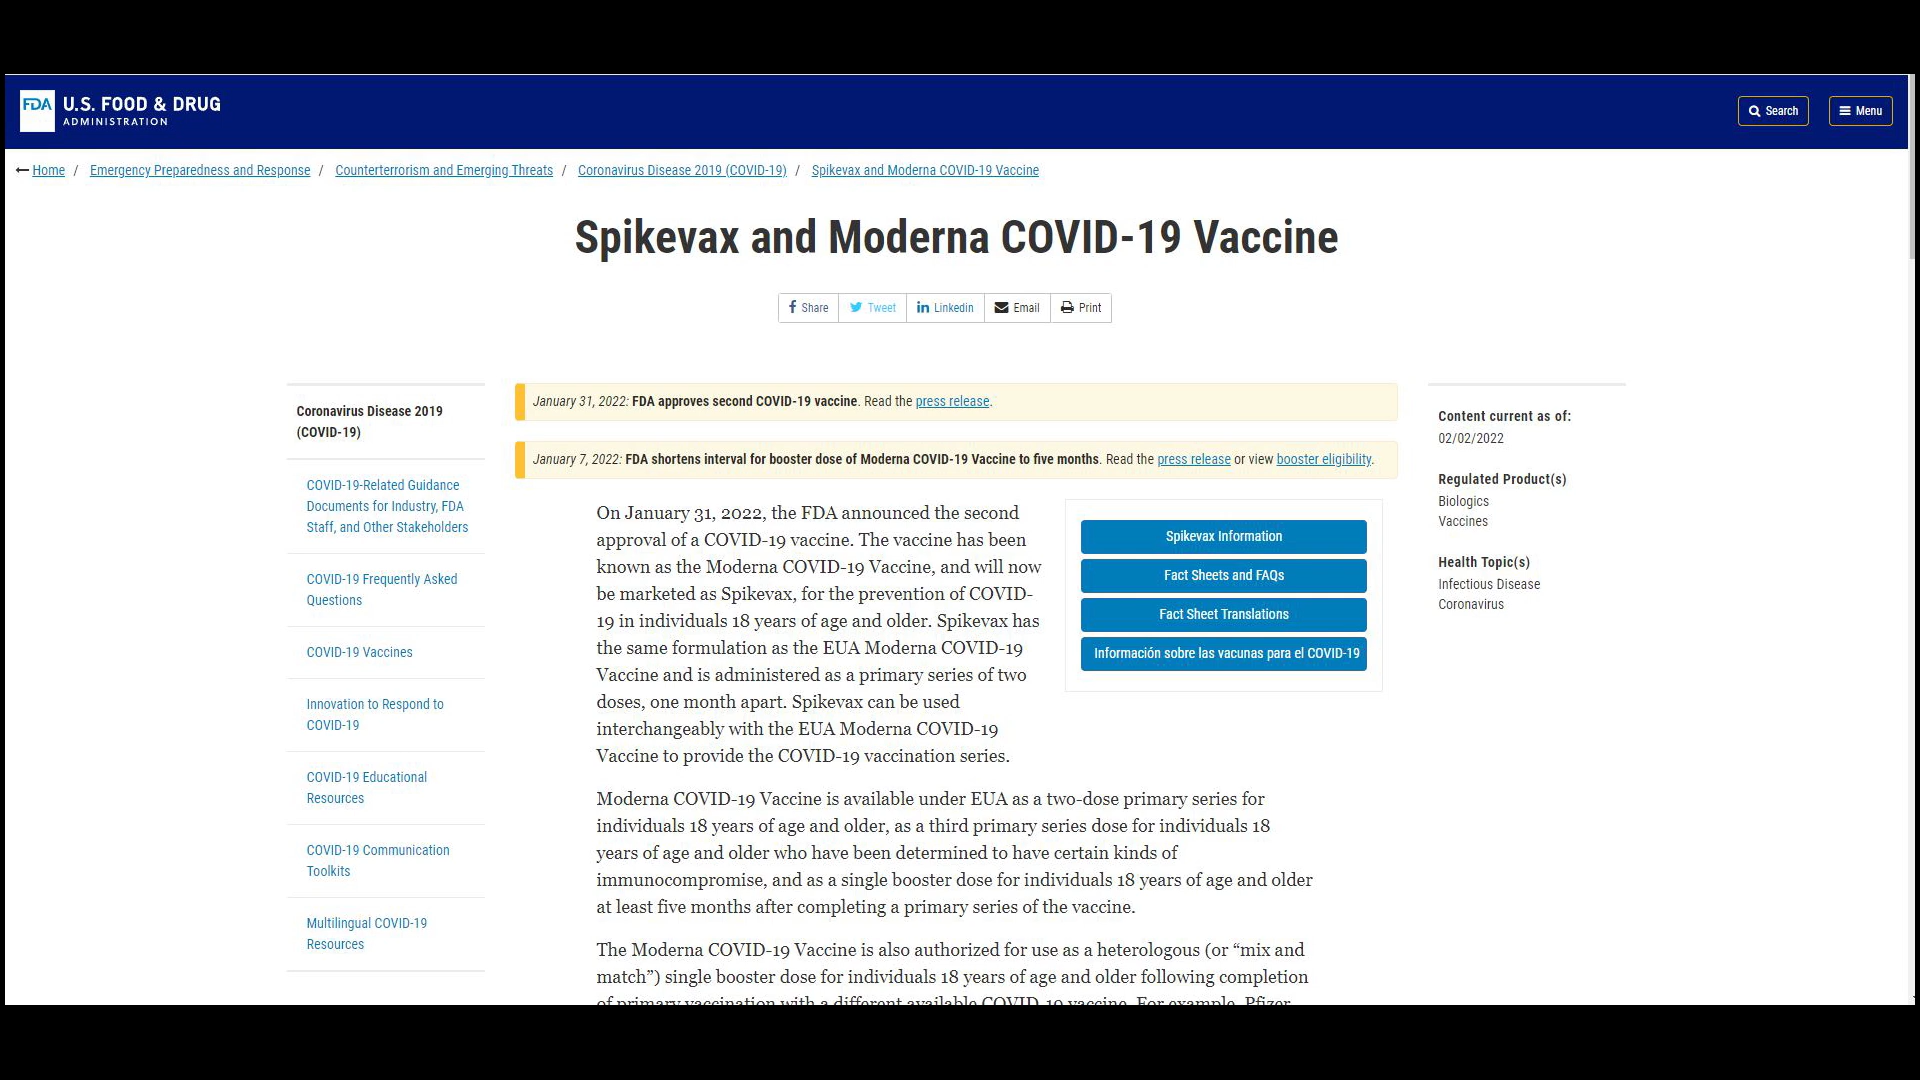 FDA U.S. FOOD & DRUG
ADMINISTRATION
Search
Menu
Home / Emergency Preparedness and Response / Counterterrorism and Emerging Threats / Coronavirus Disease 2019 (COVID-19) / Spikevax and Moderna COVID-19 Vaccine
Spikevax and Moderna COVID-19 Vaccine
Share
Tweet
Linkedin
Email
Print
Coronavirus Disease 2019
(COVID-19)
COVID-19-Related Guidance
Documents for Industry, FDA
Staff, and Other Stakeholders
COVID-19 Frequently Asked
Questions
COVID-19 Vaccines
Innovation to Respond to
COVID-19
COVID-19 Educational
Resources
COVID-19 Communication
Toolkits
Multilingual COVID-19
Resources
January 31, 2022: FDA approves second COVID-19 vaccine. Read the press release.
January 7, 2022: FDA shortens interval for booster dose of Moderna COVID-19 Vaccine to five months. Read the press release or view booster eligibility.
On January 31, 2022, the FDA announced the second
approval of a COVID-19 vaccine. The vaccine has been
known as the Moderna COVID-19 Vaccine, and will now
be marketed as Spikevax, for the prevention of COVID-
19 in individuals 18 years of age and older. Spikevax has
the same formulation as the EUA Moderna COVID-19
Vaccine and is administered as a primary series of two
doses, one month apart. Spikevax can be used
interchangeably with the EUA Moderna COVID-19
Vaccine to provide the COVID-19 vaccination series.
Spikevax Information
Fact Sheets and FAQs
Fact Sheet Translations
Información sobre las vacunas para el COVID-19
Moderna COVID-19 Vaccine is available under EUA as a two-dose primary series for
individuals 18 years of age and older, as a third primary series dose for individuals 18
years of age and older who have been determined to have certain kinds of
immunocompromise, and as a single booster dose for individuals 18 years of age and older
at least five months after completing a primary series of the vaccine.
The Moderna COVID-19 Vaccine is also authorized for use as a heterologous (or “mix and
match”) single booster dose for individuals 18 years of age and older following completion
of primary vaccination with a different available COVID-19 vaccine. For example, Pfizer
Content current as of:
02/02/2022
Regulated Product(s)
Biologics
Vaccines
Health Topic(s)
Infectious Disease
Coronavirus